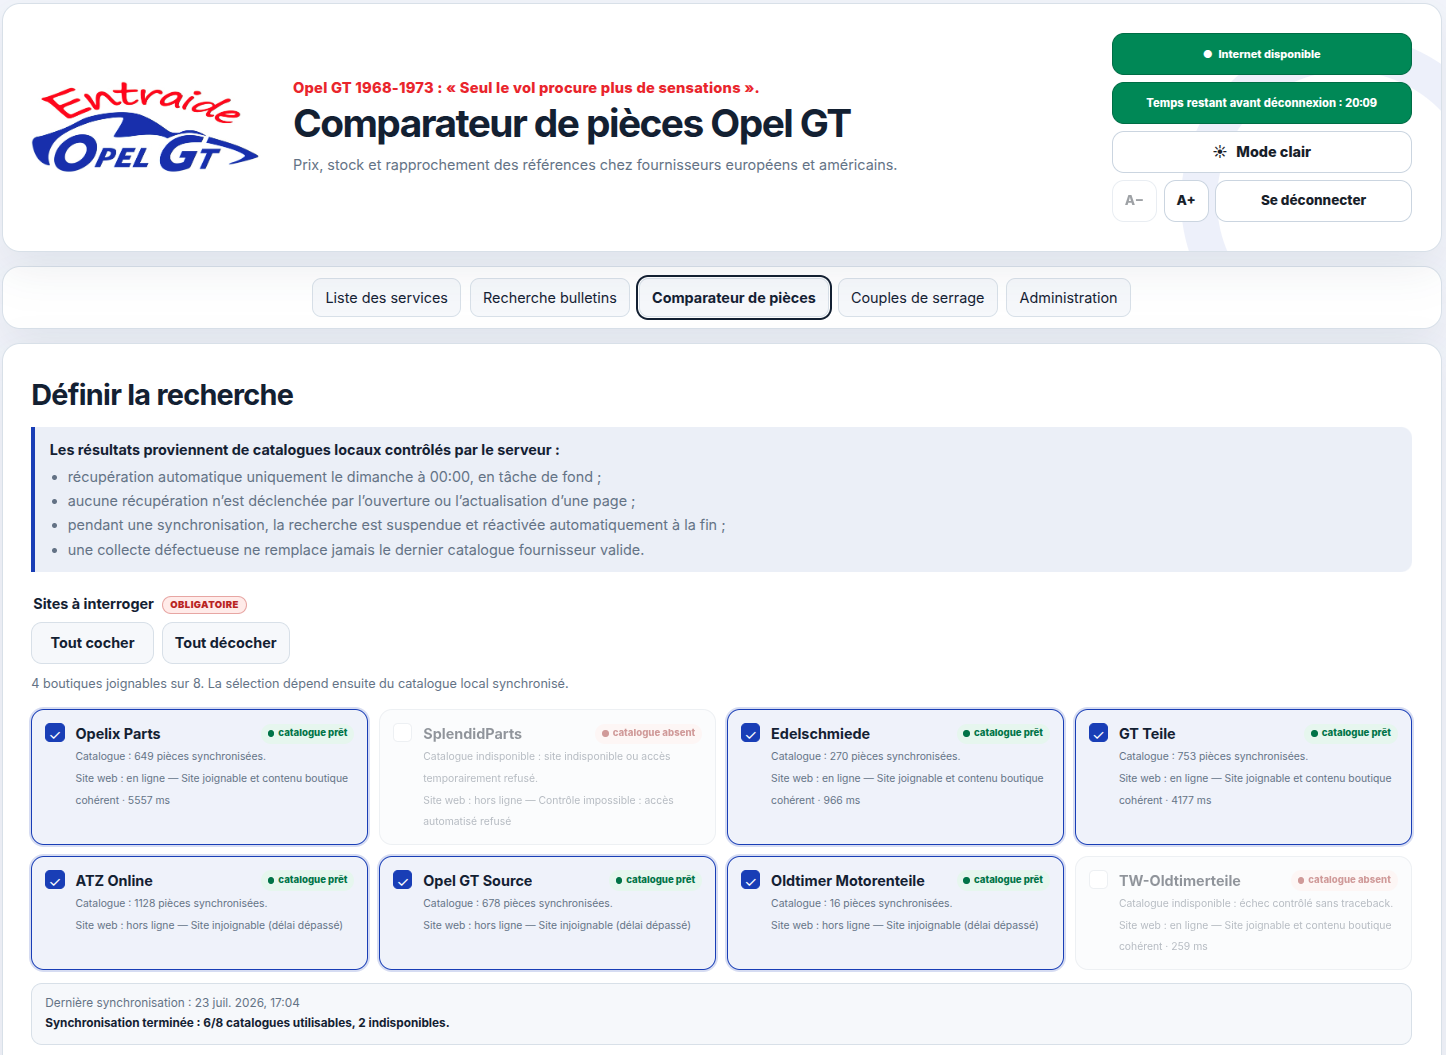 Entraide
OPEL GT
Opel GT 1968-1973 : « Seul le vol procure plus de sensations ».
Comparateur de pièces Opel GT
Prix, stock et rapprochement des références chez fournisseurs européens et américains.
Internet disponible
Temps restant avant déconnexion : 20:09
Mode clair
A−
A+
Se déconnecter
Liste des services
Recherche bulletins
Comparateur de pièces
Couples de serrage
Administration
Définir la recherche
Les résultats proviennent de catalogues locaux contrôlés par le serveur :
récupération automatique uniquement le dimanche à 00:00, en tâche de fond ;
aucune récupération n’est déclenchée par l’ouverture ou l’actualisation d’une page ;
pendant une synchronisation, la recherche est suspendue et réactivée automatiquement à la fin ;
une collecte défectueuse ne remplace jamais le dernier catalogue fournisseur valide.
Sites à interroger OBLIGATOIRE
Tout cocher
Tout décocher
4 boutiques joignables sur 8. La sélection dépend ensuite du catalogue local synchronisé.
Opelix Parts catalogue prêt
Catalogue : 649 pièces synchronisées.
Site web : en ligne — Site joignable et contenu boutique
cohérent · 5557 ms
SplendidParts catalogue absent
Catalogue indisponible : site indisponible ou accès
temporairement refusé.
Site web : hors ligne — Contrôle impossible : accès
automatisé refusé
Edelschmiede catalogue prêt
Catalogue : 270 pièces synchronisées.
Site web : en ligne — Site joignable et contenu boutique
cohérent · 966 ms
GT Teile catalogue prêt
Catalogue : 753 pièces synchronisées.
Site web : en ligne — Site joignable et contenu boutique
cohérent · 4177 ms
ATZ Online catalogue prêt
Catalogue : 1128 pièces synchronisées.
Site web : hors ligne — Site injoignable (délai dépassé)
Opel GT Source catalogue prêt
Catalogue : 678 pièces synchronisées.
Site web : hors ligne — Site injoignable (délai dépassé)
Oldtimer Motorenteile catalogue prêt
Catalogue : 16 pièces synchronisées.
Site web : hors ligne — Site injoignable (délai dépassé)
TW-Oldtimerteile catalogue absent
Catalogue indisponible : échec contrôlé sans traceback.
Site web : en ligne — Site joignable et contenu boutique
cohérent · 259 ms
Dernière synchronisation : 23 juil. 2026, 17:04
Synchronisation terminée : 6/8 catalogues utilisables, 2 indisponibles.